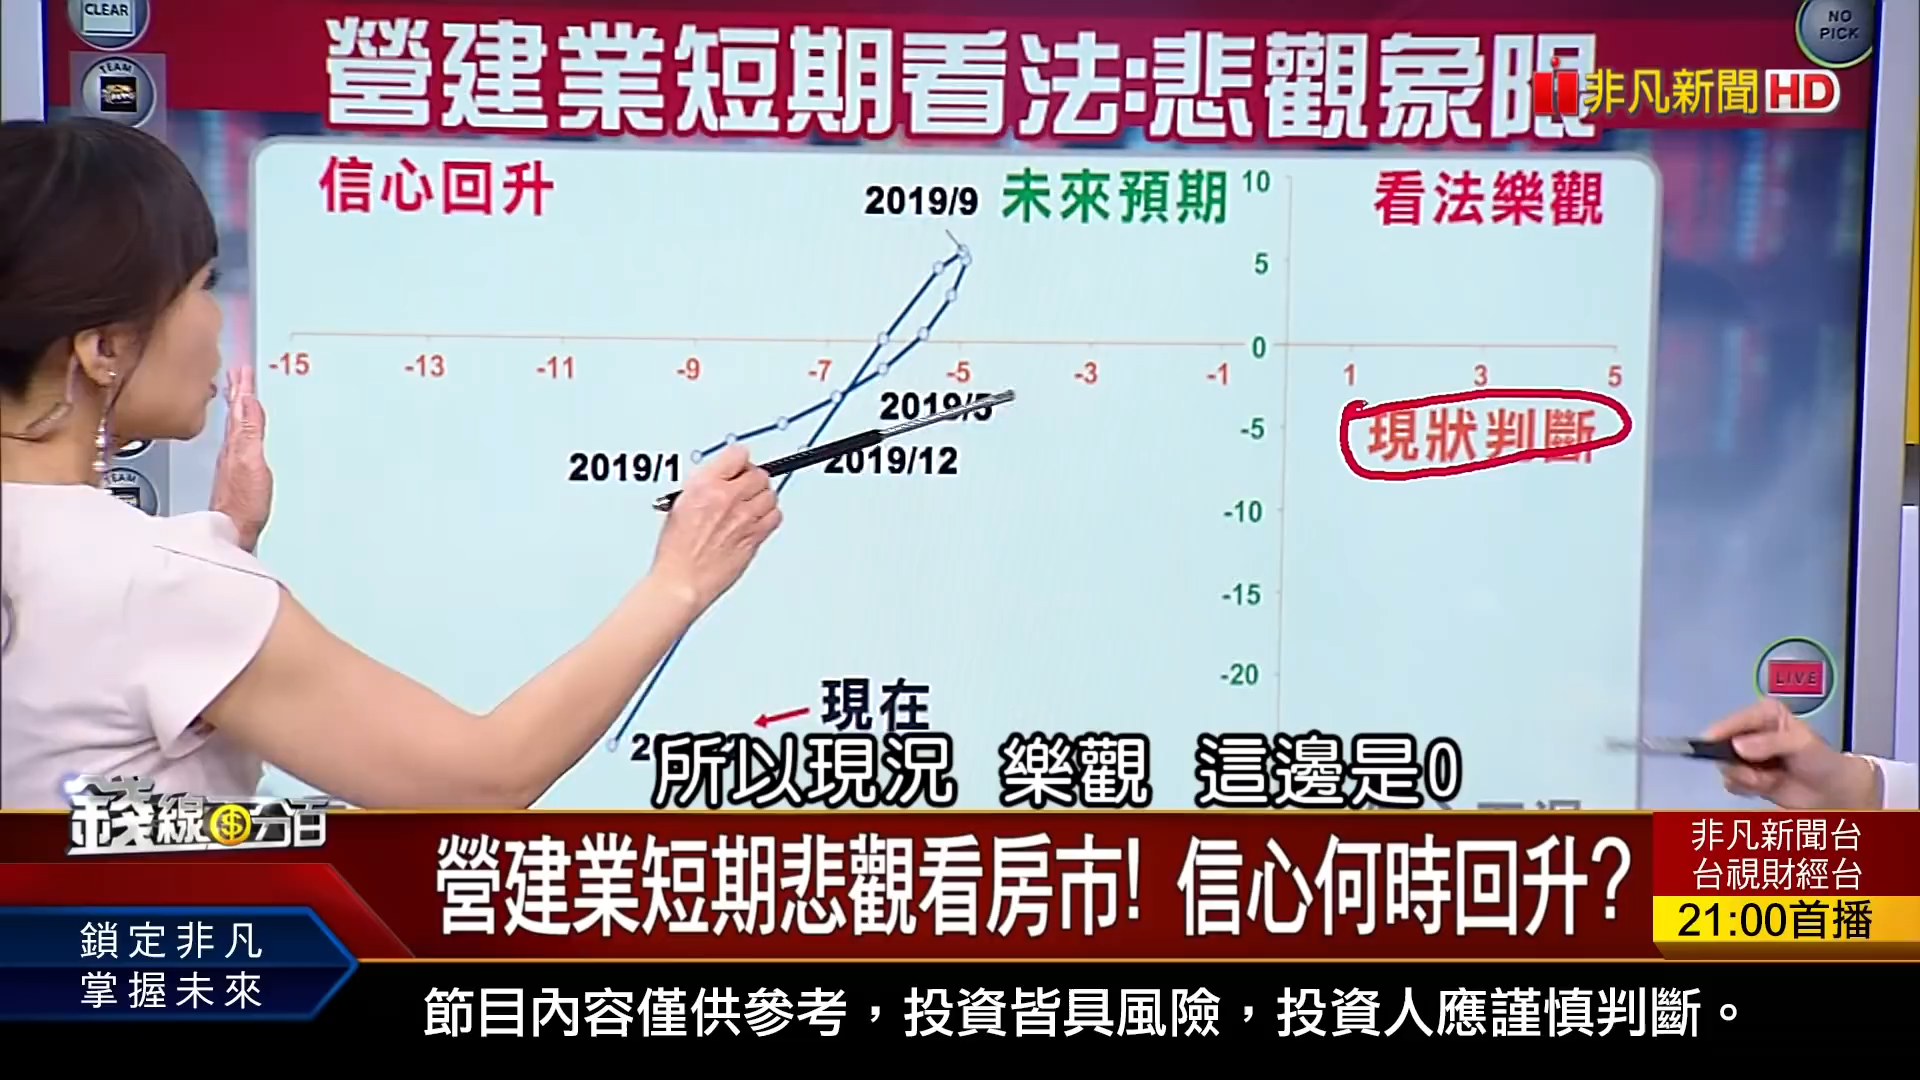 CLEAR
TEAM
NO
PICK
營建業短期看法:悲觀象限
非凡新聞HD
信心回升
2019/9
未來預期
看法樂觀
10
5
0
-5
-10
-15
-20
-15 -13 -11 -9 -7 -5 -3 -1 1 3 5
2019/5
現狀判斷
2019/1
2019/12
TEAM
現在
LIVE
所以現況 樂觀 這邊是0
錢線$分百
營建業短期悲觀看房市! 信心何時回升?
非凡新聞台
台視財經台
21:00首播
鎖定非凡
掌握未來
節目內容僅供參考,投資皆具風險,投資人應謹慎判斷。